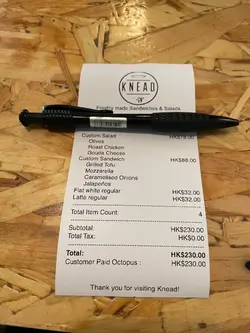 KNEAD
Freshly made Sandwiches & Salads
Custom Salad HK$78.00
Olives
Roast Chicken
Gouda Cheese
Custom Sandwich HK$88.00
Grilled Tofu
Mozzarella
Caramelised Onions
Jalapeños
Flat white regular HK$32.00
Latte regular HK$32.00
Total Item Count: 4
Subtotal: HK$230.00
Total Tax: HK$0.00
Total: HK$230.00
Customer Paid Octopus : HK$230.00
Thank you for visiting Knead!